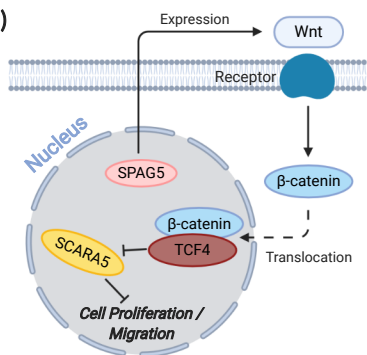 )
Expression
Wnt
Receptor
Nucleus
SPAG5
β-catenin
β-catenin
TCF4
SCARA5
Translocation
Cell Proliferation /
Migration